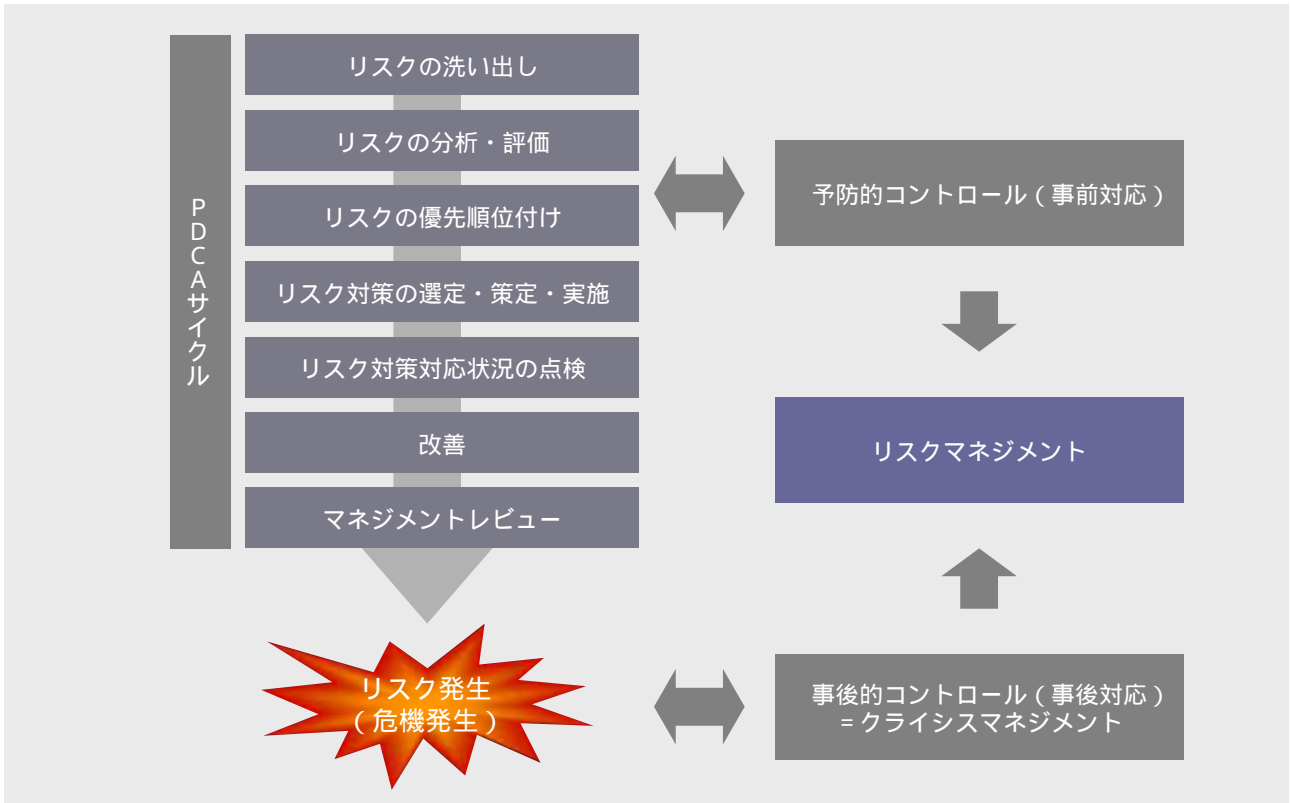 PDCAサイクル
リスクの洗い出し
リスクの分析・評価
リスクの優先順位付け
リスク対策の選定・策定・実施
リスク対策対応状況の点検
改善
マネジメントレビュー
リスク発生
(危機発生)
予防的コントロール(事前対応)
リスクマネジメント
事後的コントロール(事後対応)
=クライシスマネジメント